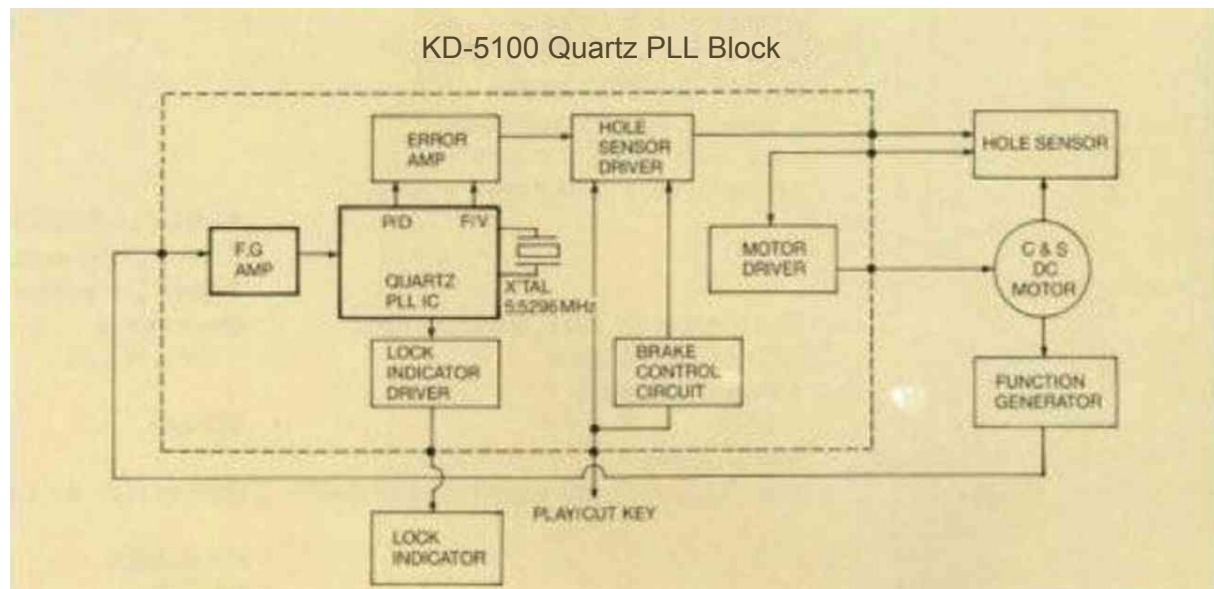 KD-5100 Quartz PLL Block
ERROR
AMP
HOLE
SENSOR
DRIVER
HOLE SENSOR
P/D F/V
F.G
AMP
QUARTZ
PLL IC
X'TAL
5.5296 MHz
MOTOR
DRIVER
C & S
DC
MOTOR
LOCK
INDICATOR
DRIVER
BRAKE
CONTROL
CIRCUIT
FUNCTION
GENERATOR
PLAY/CUT KEY
LOCK
INDICATOR